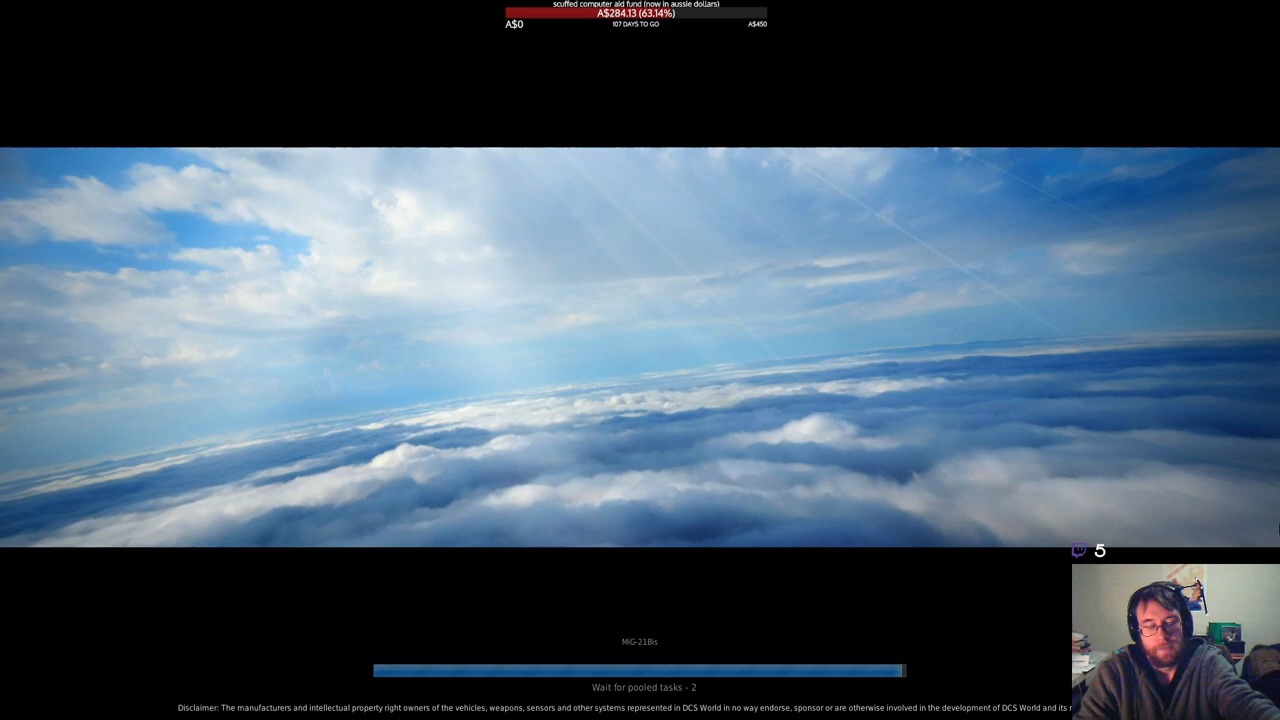 scuffed computer aid fund (now in aussie dollars)
A$284.13 (63.14%)
A$0
107 DAYS TO GO
A$450
5
MiG-21Bis
Wait for pooled tasks - 2
Disclaimer: The manufacturers and intellectual property right owners of the vehicles, weapons, sensors and other systems represented in DCS World in no way endorse, sponsor or are otherwise involved in the development of DCS World and its